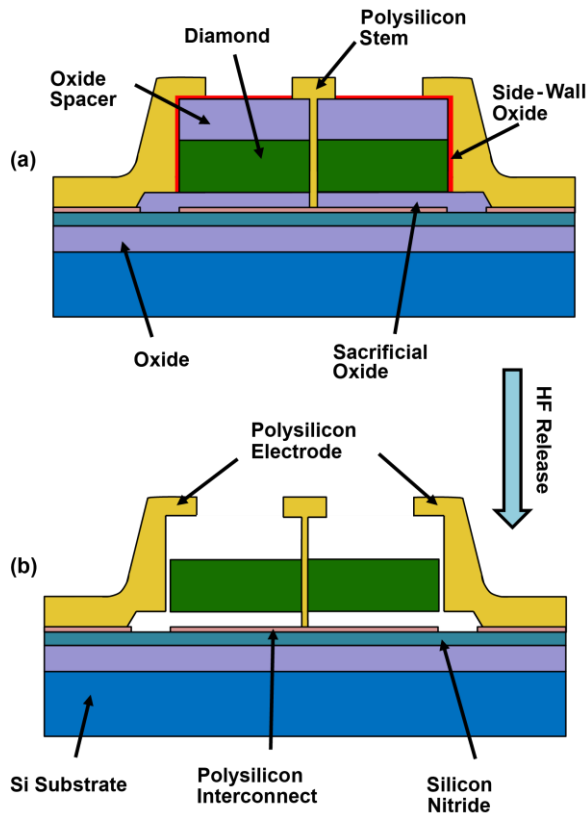 Polysilicon
Stem
Diamond
Oxide
Spacer
Side-Wall
Oxide
(a)
Oxide
Sacrificial
Oxide
HF Release
Polysilicon
Electrode
(b)
Si Substrate
Polysilicon
Interconnect
Silicon
Nitride